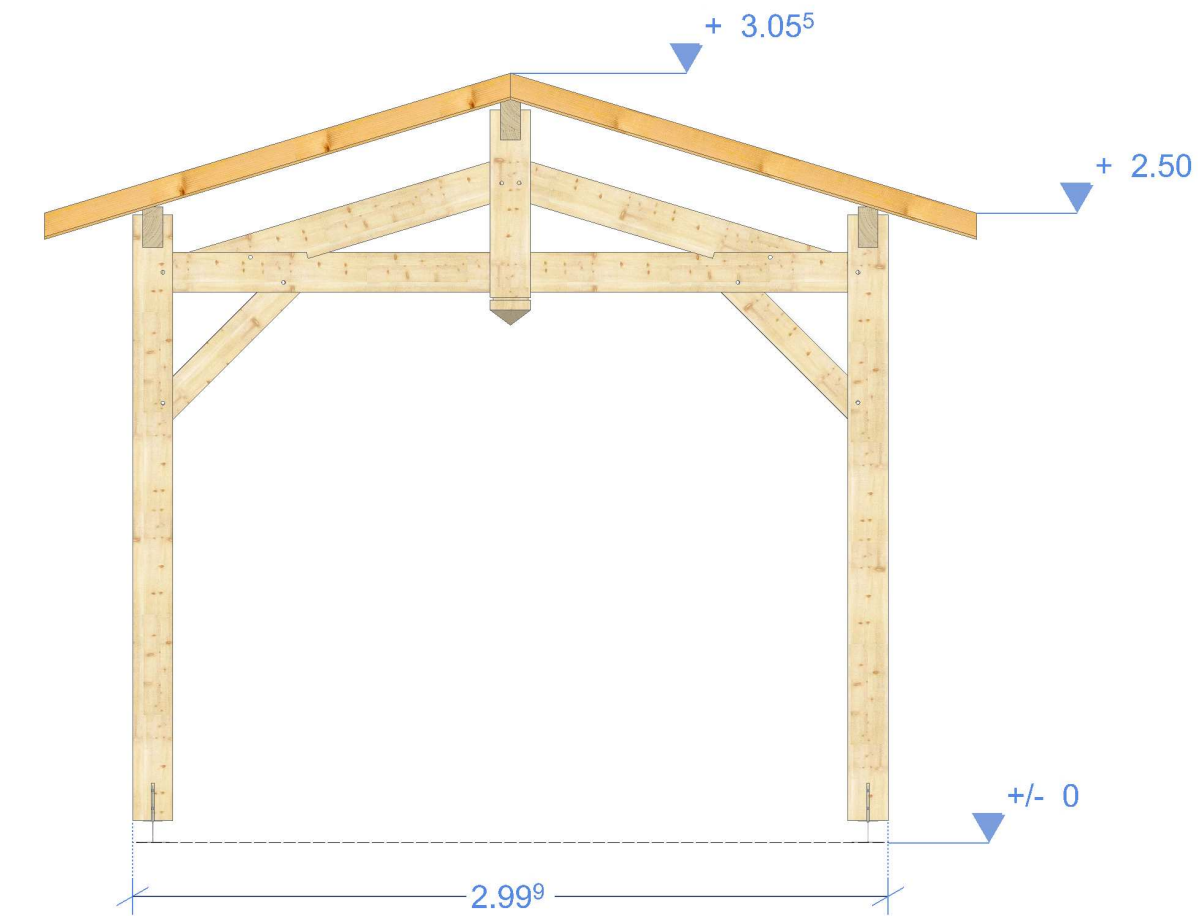 + 3.05⁵
+ 2.50
+/- 0
2.99⁹